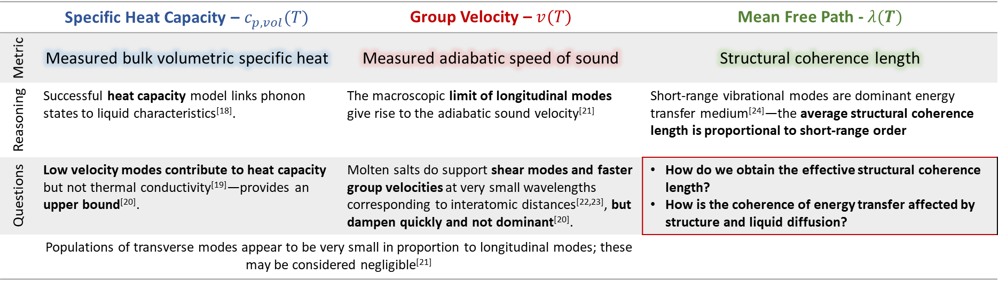 Specific Heat Capacity – c_{p,vol}(T)
Group Velocity – v(T)
Mean Free Path - λ(T)
Metric
Measured bulk volumetric specific heat
Measured adiabatic speed of sound
Structural coherence length
Reasoning
Successful heat capacity model links phonon
states to liquid characteristics[18].
The macroscopic limit of longitudinal modes
give rise to the adiabatic sound velocity[21]
Short-range vibrational modes are dominant energy
transfer medium[24]—the average structural coherence
length is proportional to short-range order
Questions
Low velocity modes contribute to heat capacity
but not thermal conductivity[19]—provides an
upper bound[20].
Molten salts do support shear modes and faster
group velocities at very small wavelengths
corresponding to interatomic distances[22,23], but
dampen quickly and not dominant[20].
• How do we obtain the effective structural coherence
length?
• How is the coherence of energy transfer affected by
structure and liquid diffusion?
Populations of transverse modes appear to be very small in proportion to longitudinal modes; these
may be considered negligible[21]